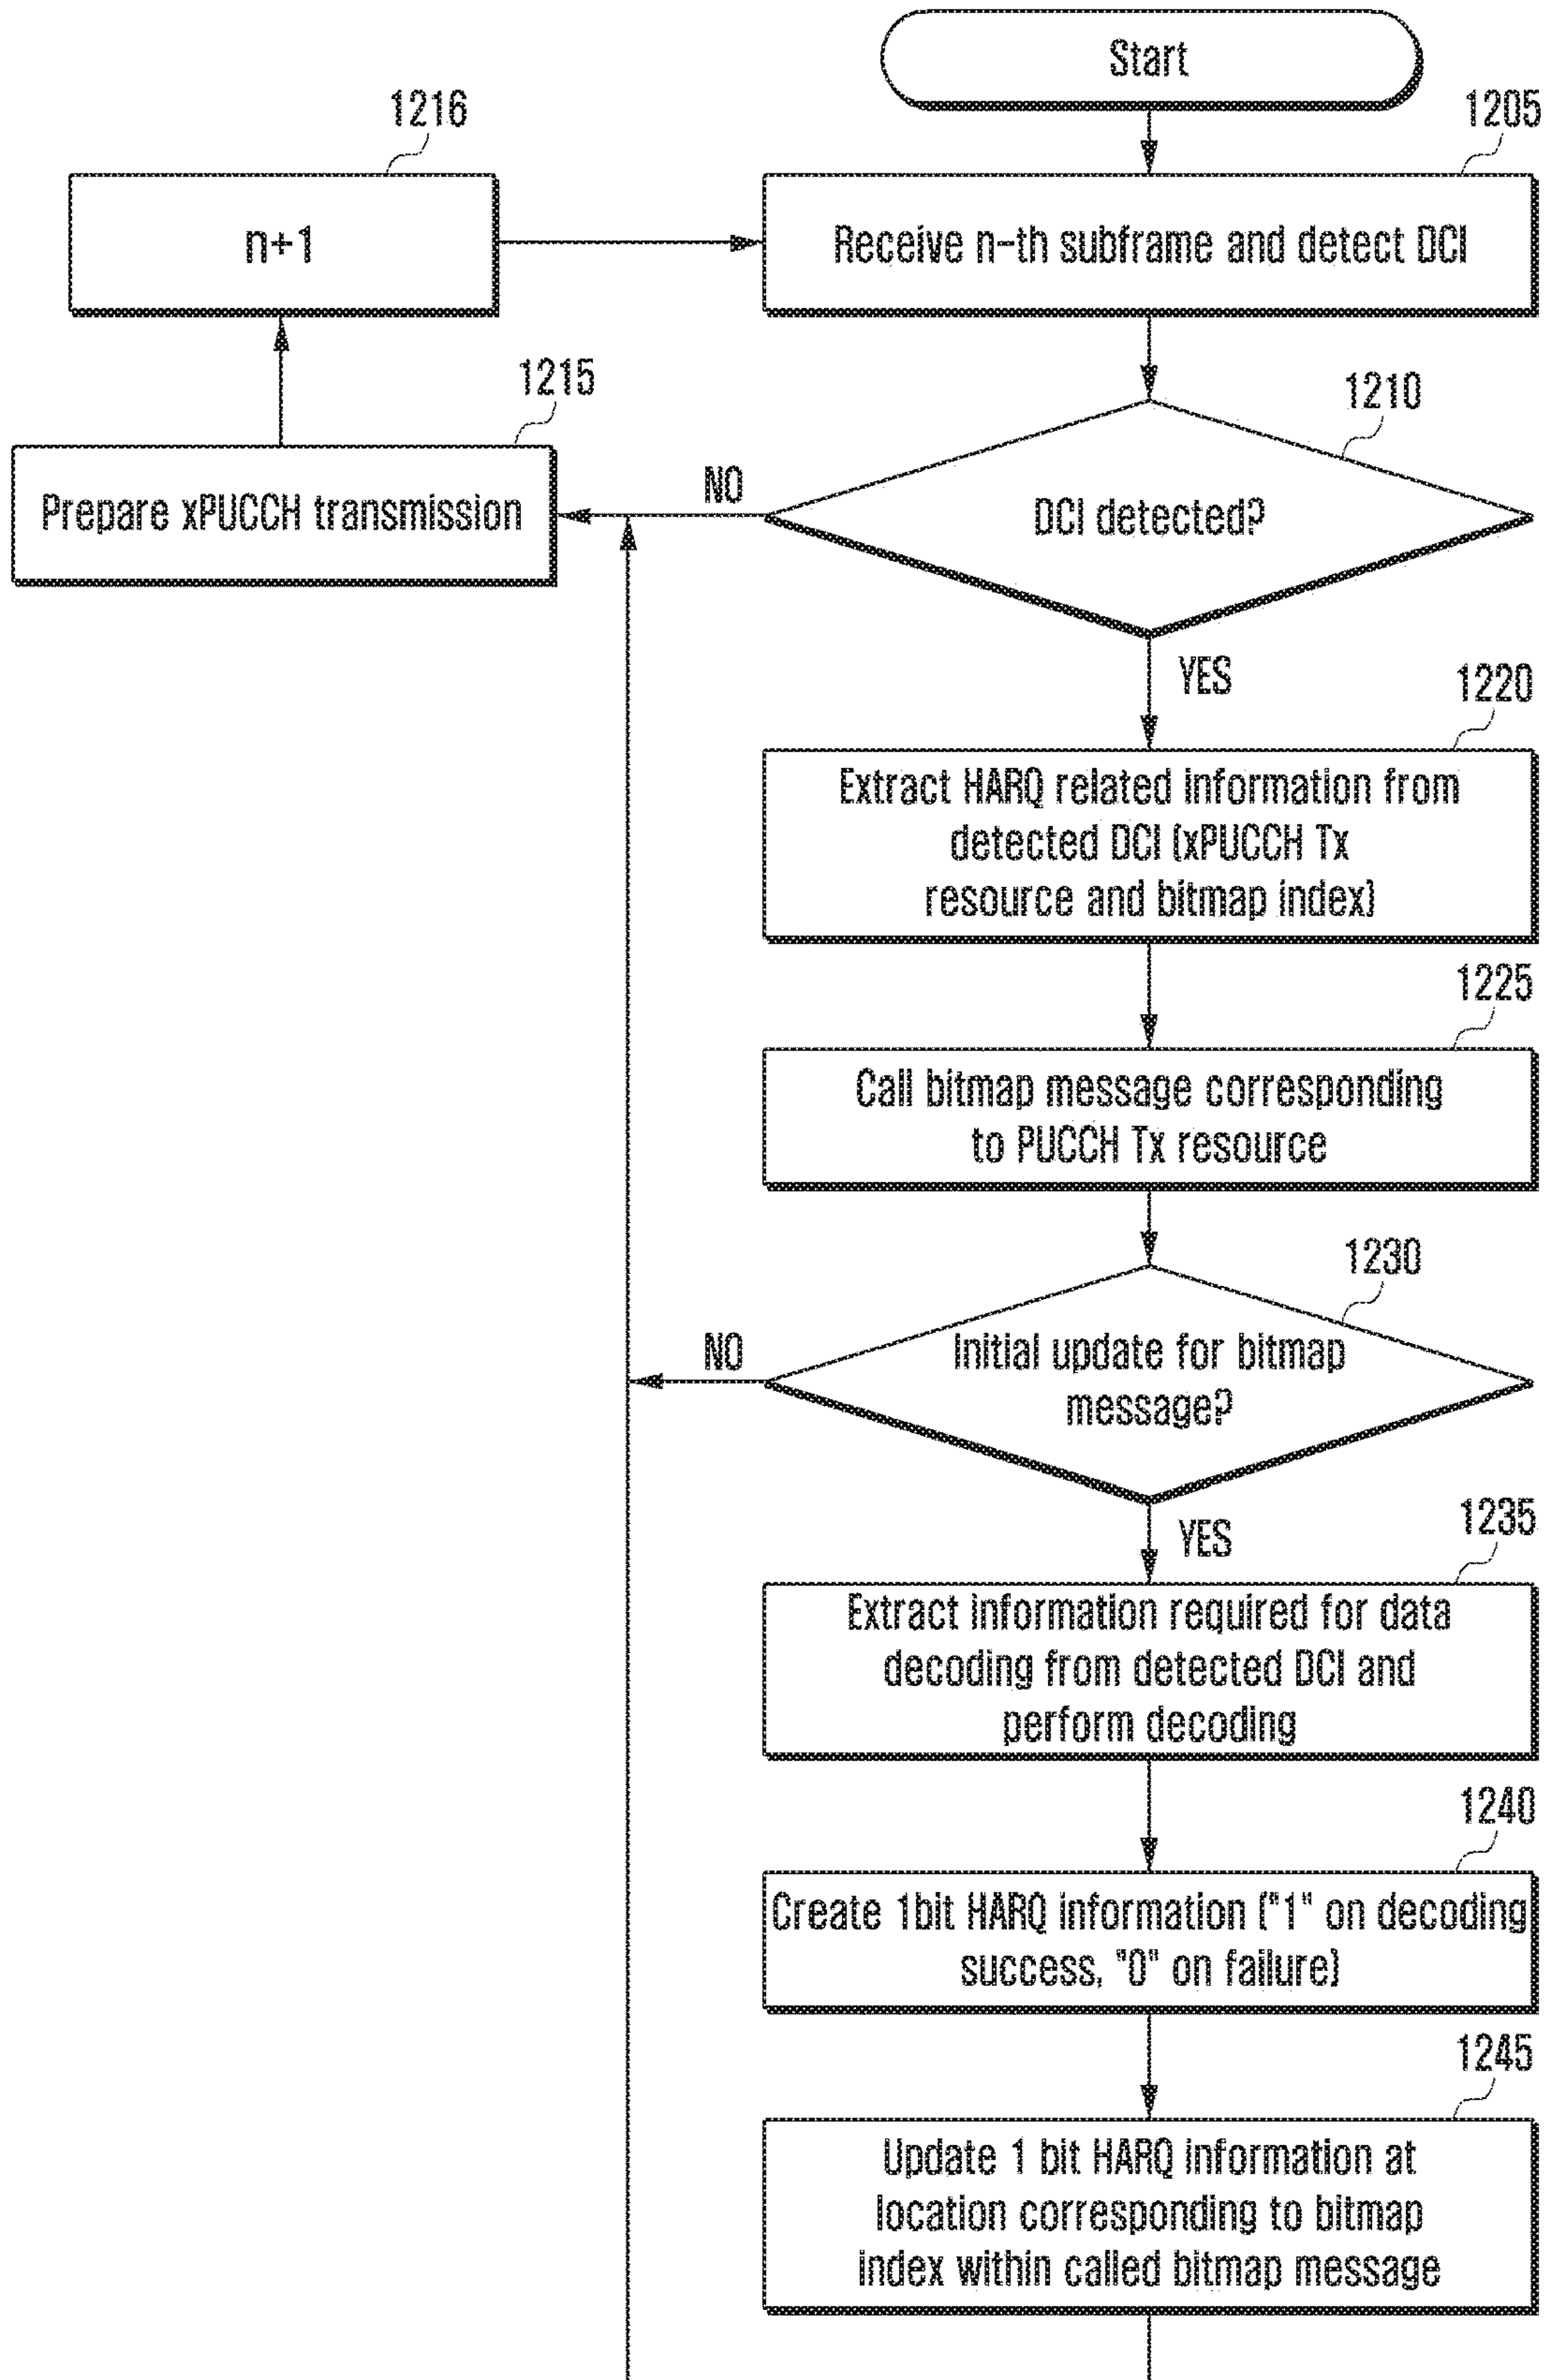 Start
1216
1205
n+1
Receive n-th subframe and detect DCI
1215
1210
Prepare xPUCCH transmission
NO
DCI detected?
YES
1220
Extract HARQ related information from
detected DCI (xPUCCH Tx
resource and bitmap index)
1225
Call bitmap message corresponding
to PUCCH Tx resource
1230
NO
Initial update for bitmap
message?
YES
1235
Extract information required for data
decoding from detected DCI and
perform decoding
1240
Create 1bit HARQ information ("1" on decoding
success, "0" on failure)
1245
Update 1 bit HARQ information at
location corresponding to bitmap
index within called bitmap message